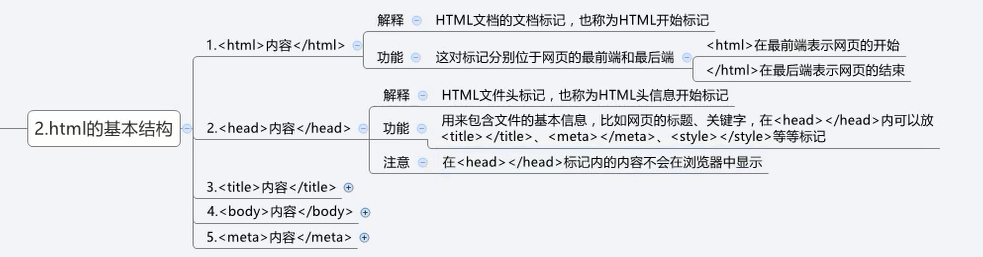 2.html的基本结构
1.<html>内容</html>
解释
HTML文档的文档标记，也称为HTML开始标记
功能
这对标记分别位于网页的最前端和最后端
<html>在最前端表示网页的开始
</html>在最后端表示网页的结束
2.<head>内容</head>
解释
HTML文件头标记，也称为HTML头信息开始标记
功能
用来包含文件的基本信息，比如网页的标题、关键字，在<head></head>内可以放
<title></title>、<meta></meta>、<style></style>等等标记
注意
在<head></head>标记内的内容不会在浏览器中显示
3.<title>内容</title>
4.<body>内容</body>
5.<meta>内容</meta>